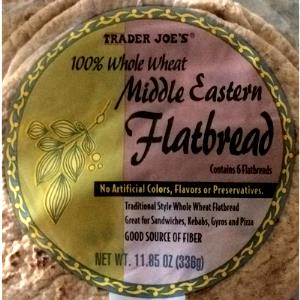 TRADER JOE'S®
100% Whole Wheat
Middle Eastern
Flatbread
Contains 6 Flatbreads
No Artificial Colors, Flavors or Preservatives.
Traditional Style Whole Wheat Flatbread
Great for Sandwiches, Kebabs, Gyros and Pizza
GOOD SOURCE OF FIBER
NET WT. 11.85 OZ (336g)